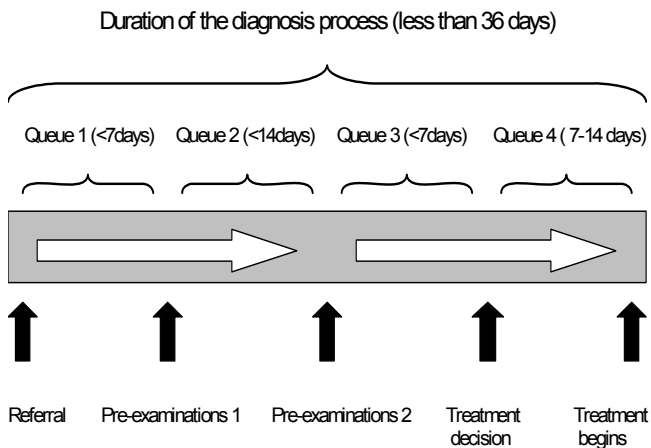 Duration of the diagnosis process (less than 36 days)
Queue 1 (<7days) Queue 2 (<14days) Queue 3 (<7days) Queue 4 ( 7-14 days)
Referral Pre-examinations 1 Pre-examinations 2 Treatment decision Treatment begins